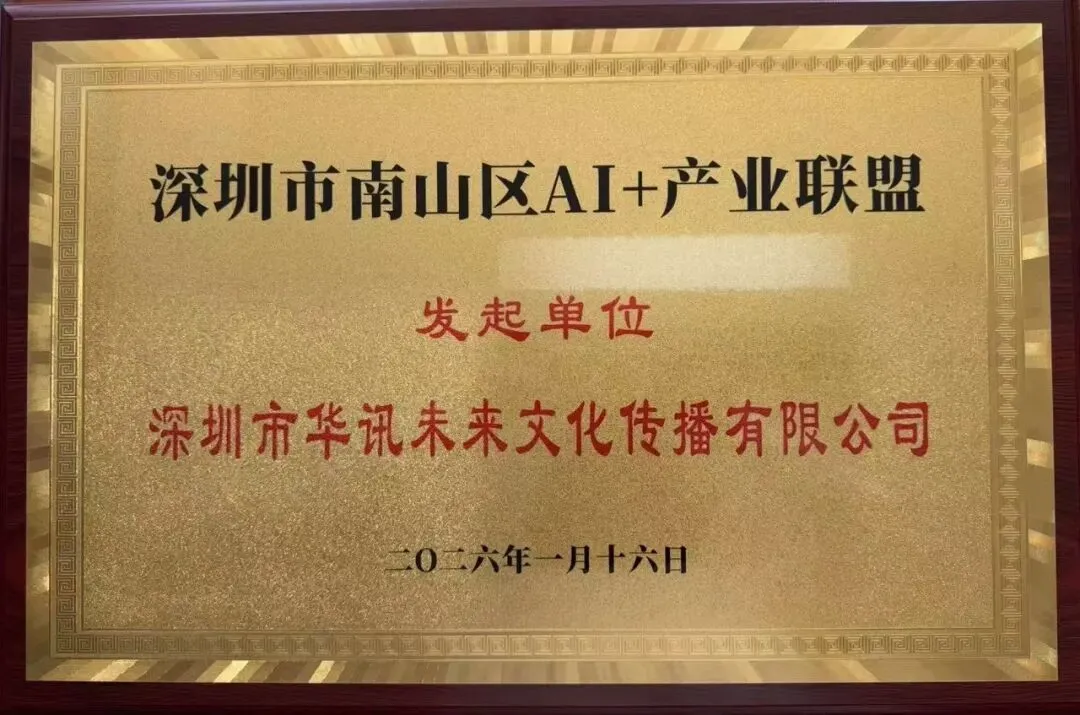 深圳市南山区AI+产业联盟
发起单位
深圳市华讯未来文化传播有限公司
二〇二六年一月十六日